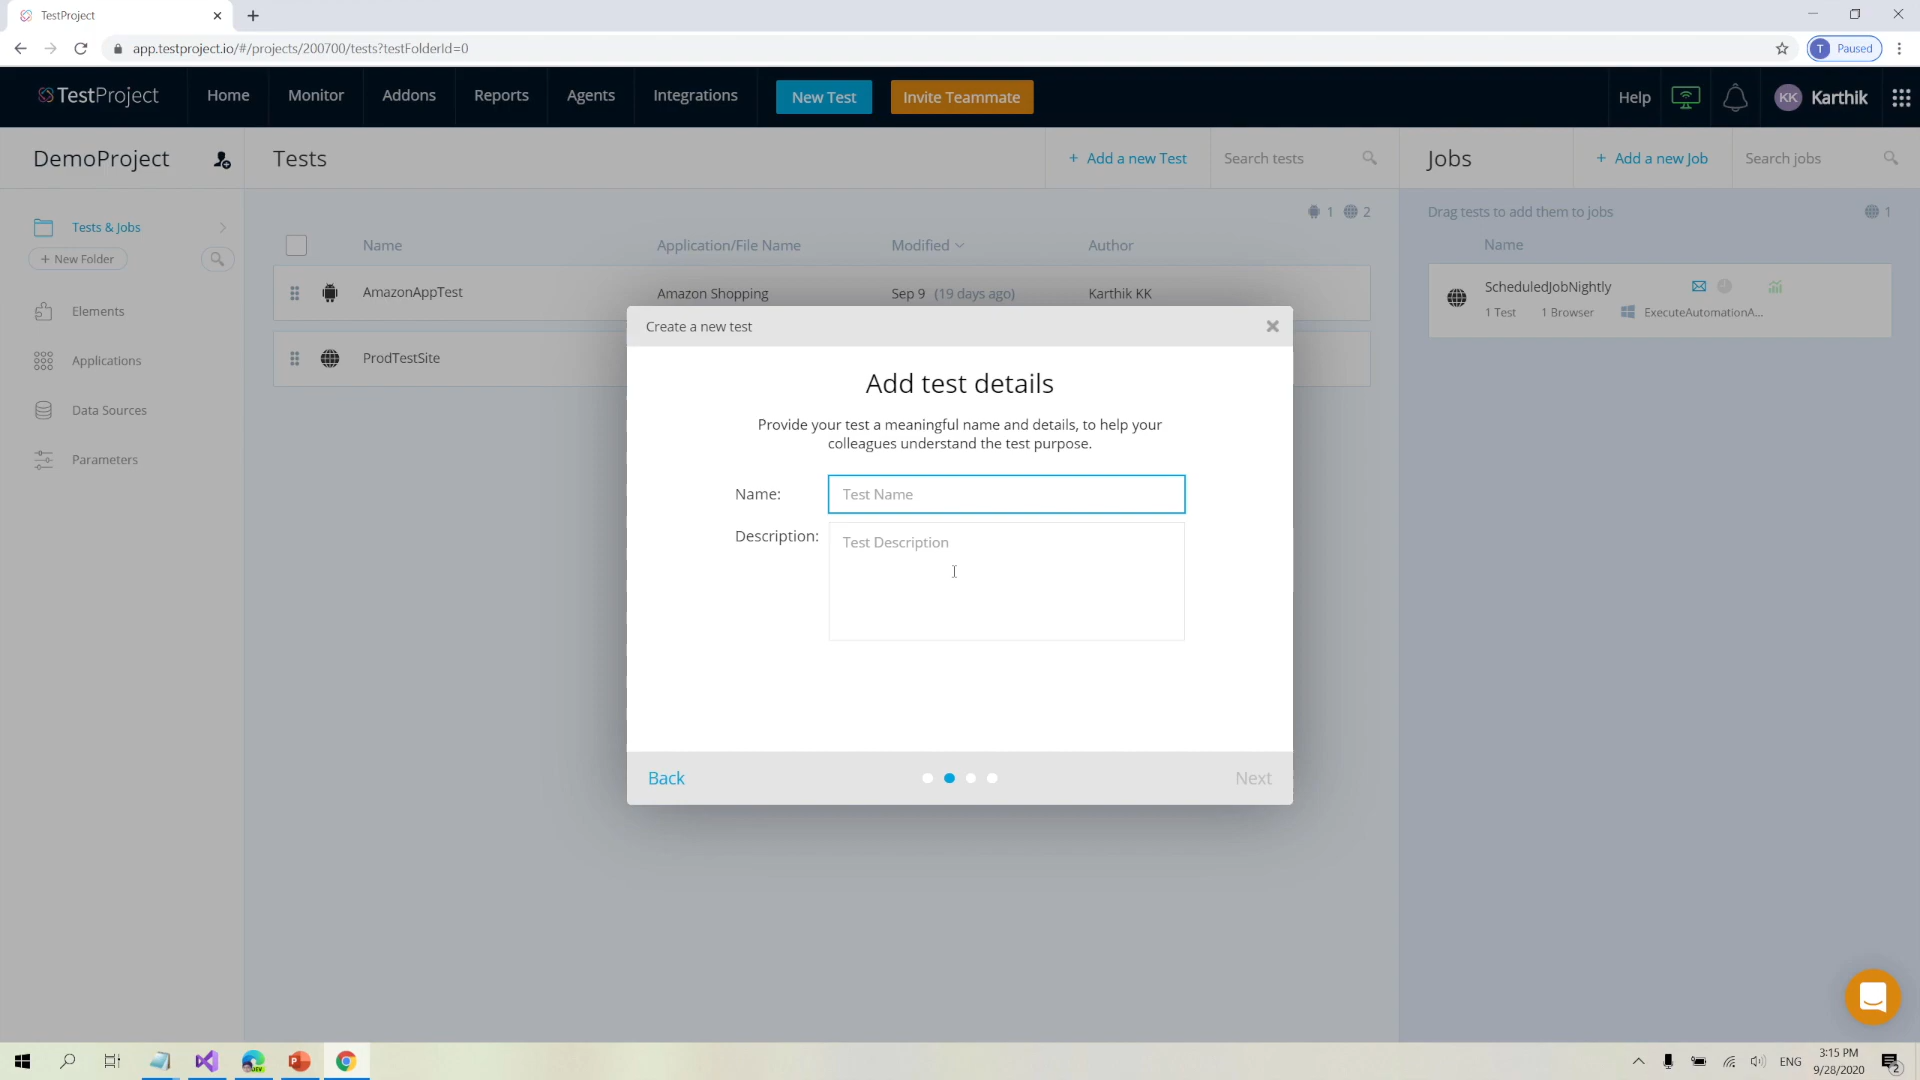 TestProject
app.testproject.io/#/projects/200700/tests?testFolderId=0
T Paused
TestProject
Home
Monitor
Addons
Reports
Agents
Integrations
New Test
Invite Teammate
Help
KK
Karthik
DemoProject
Tests
+ Add a new Test
Search tests
Jobs
+ Add a new Job
Search jobs
Tests & Jobs
+ New Folder
Elements
Applications
Data Sources
Parameters
1
2
Name
Application/File Name
Modified
Author
AmazonAppTest
Amazon Shopping
Sep 9 (19 days ago)
Karthik KK
ProdTestSite
Drag tests to add them to jobs
1
Name
ScheduledJobNightly
1 Test
1 Browser
ExecuteAutomationA...
Create a new test
Add test details
Provide your test a meaningful name and details, to help your
colleagues understand the test purpose.
Name:
Test Name
Description:
Test Description
Back
Next
DEV
P
ENG
3:15 PM
9/28/2020
2